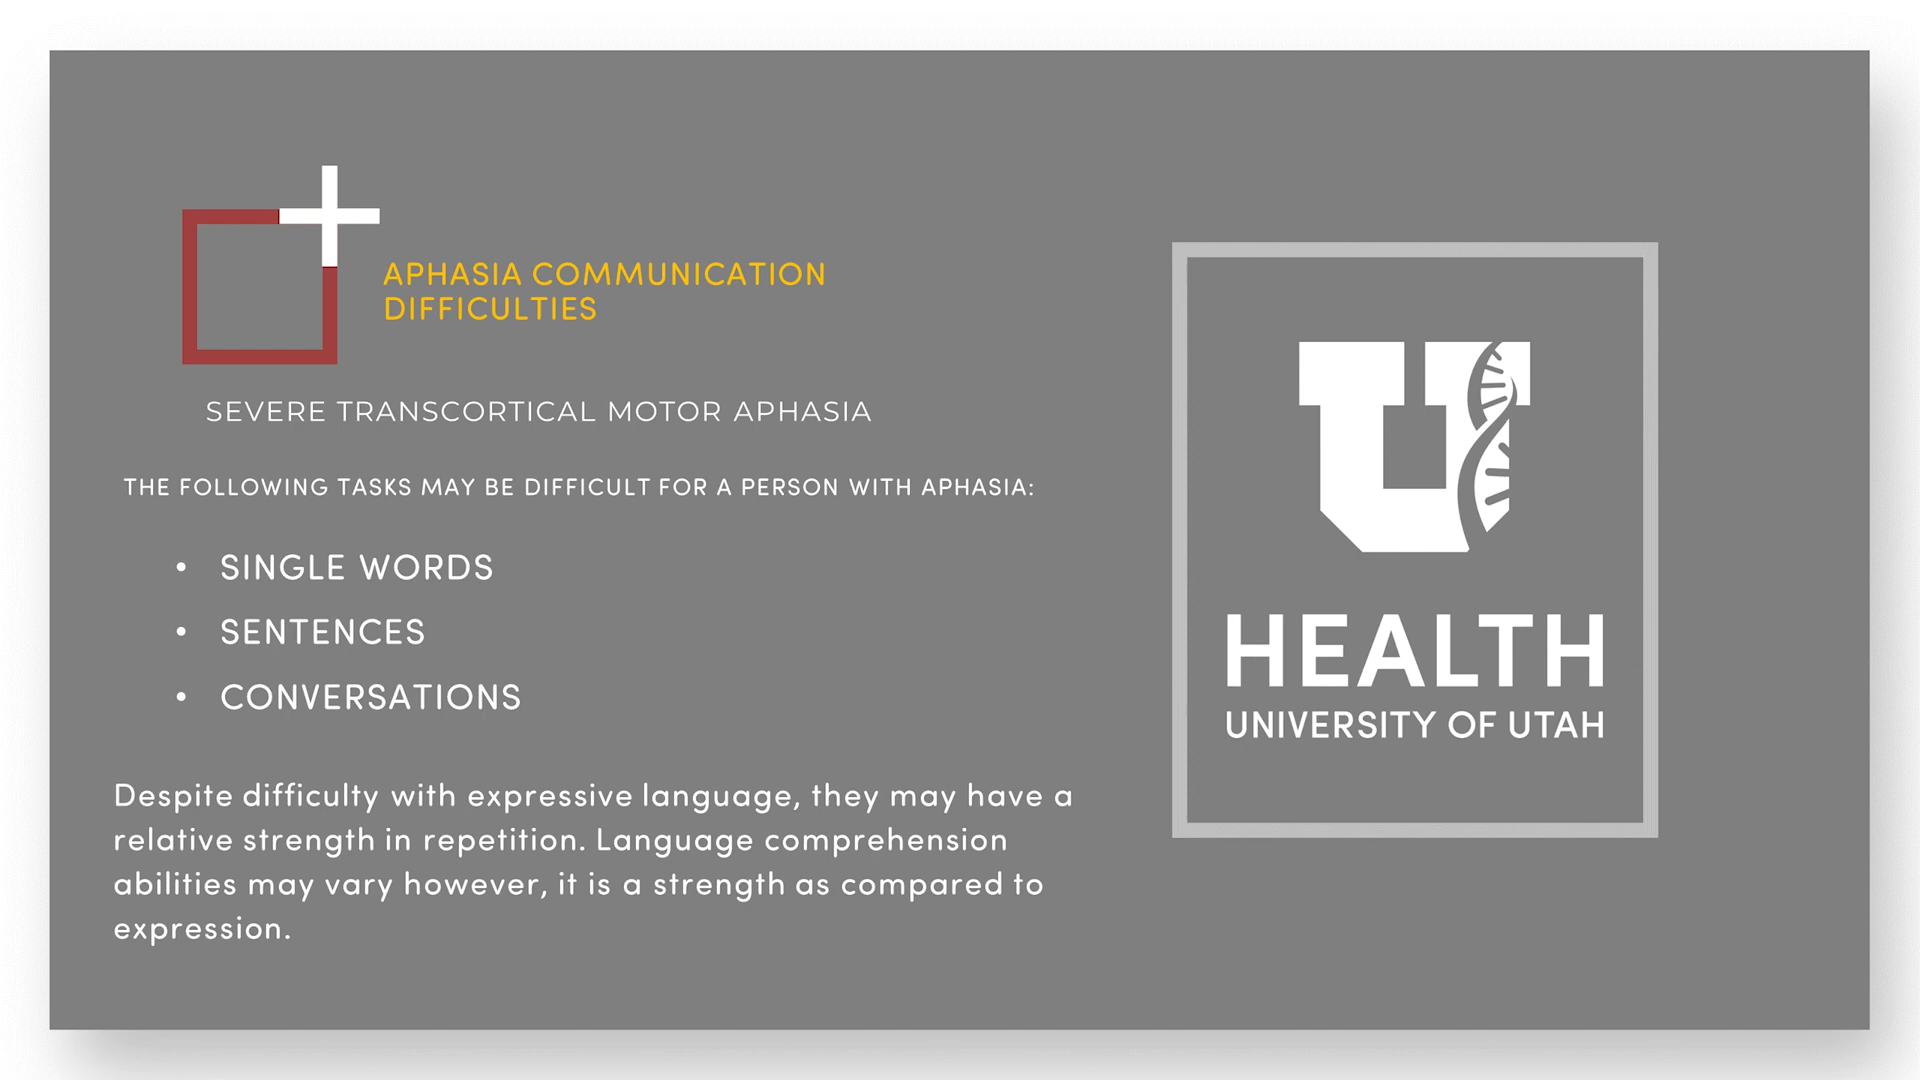 APHASIA COMMUNICATION
DIFFICULTIES
SEVERE TRANSCORTICAL MOTOR APHASIA
THE FOLLOWING TASKS MAY BE DIFFICULT FOR A PERSON WITH APHASIA:
• SINGLE WORDS
• SENTENCES
• CONVERSATIONS
Despite difficulty with expressive language, they may have a
relative strength in repetition. Language comprehension
abilities may vary however, it is a strength as compared to
expression.
U
HEALTH
UNIVERSITY OF UTAH